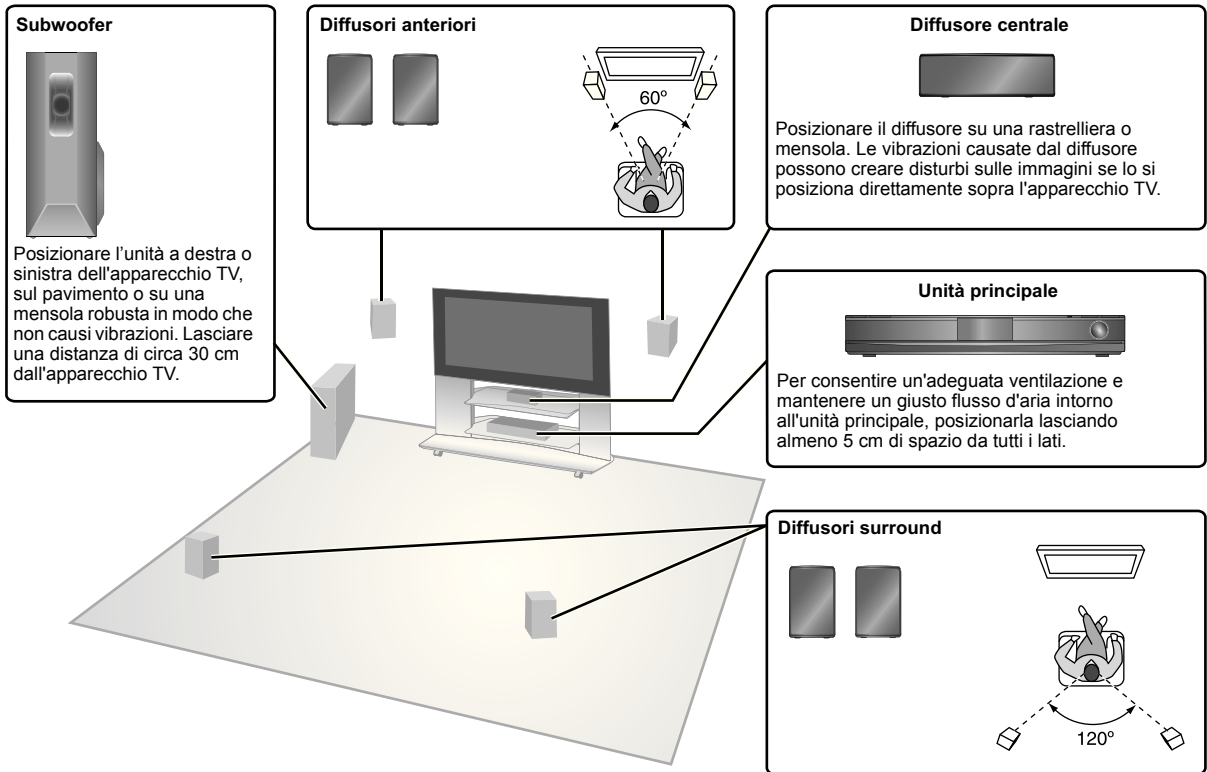 Subwoofer
Posizionare l’unità a destra o
sinistra dell'apparecchio TV,
sul pavimento o su una
mensola robusta in modo che
non causi vibrazioni. Lasciare
una distanza di circa 30 cm
dall'apparecchio TV.
Diffusori anteriori
60º
Diffusore centrale
Posizionare il diffusore su una rastrelliera o
mensola. Le vibrazioni causate dal diffusore
possono creare disturbi sulle immagini se lo si
posiziona direttamente sopra l'apparecchio TV.
Unità principale
Per consentire un'adeguata ventilazione e
mantenere un giusto flusso d'aria intorno
all'unità principale, posizionarla lasciando
almeno 5 cm di spazio da tutti i lati.
Diffusori surround
120º